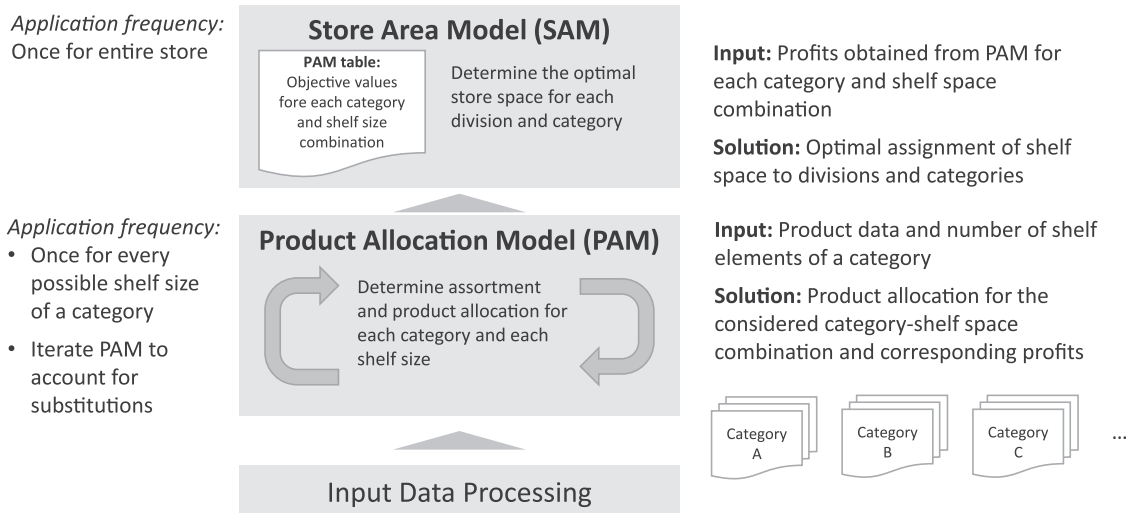 Application frequency:
Once for entire store
Store Area Model (SAM)
PAM table:
Objective values
fore each category
and shelf size
combination
Determine the optimal
store space for each
division and category
Input: Profits obtained from PAM for
each category and shelf space
combination
Solution: Optimal assignment of shelf
space to divisions and categories
Application frequency:
• Once for every
possible shelf size
of a category
• Iterate PAM to
account for
substitutions
Product Allocation Model (PAM)
Determine assortment
and product allocation for
each category and each
shelf size
Input: Product data and number of shelf
elements of a category
Solution: Product allocation for the
considered category-shelf space
combination and corresponding profits
Category
A
Category
B
Category
C
...
Input Data Processing